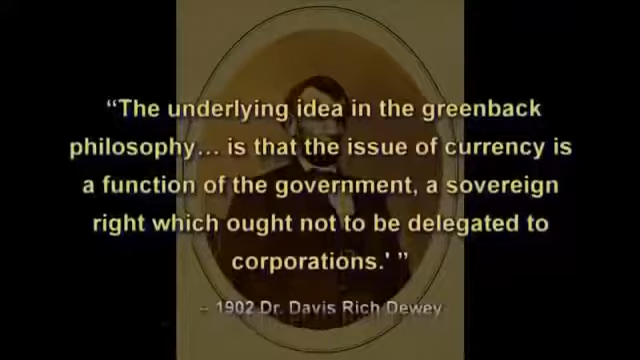 “The underlying idea in the greenback
philosophy... is that the issue of currency is
a function of the government, a sovereign
right which ought not to be delegated to
corporations.' ”
– 1902 Dr. Davis Rich Dewey